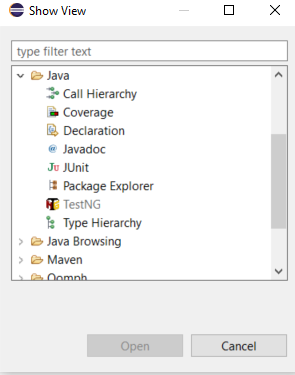 Show View
type filter text
Java
Call Hierarchy
Coverage
Declaration
Javadoc
JUnit
Package Explorer
TestNG
Type Hierarchy
Java Browsing
Maven
Oomph
Open
Cancel